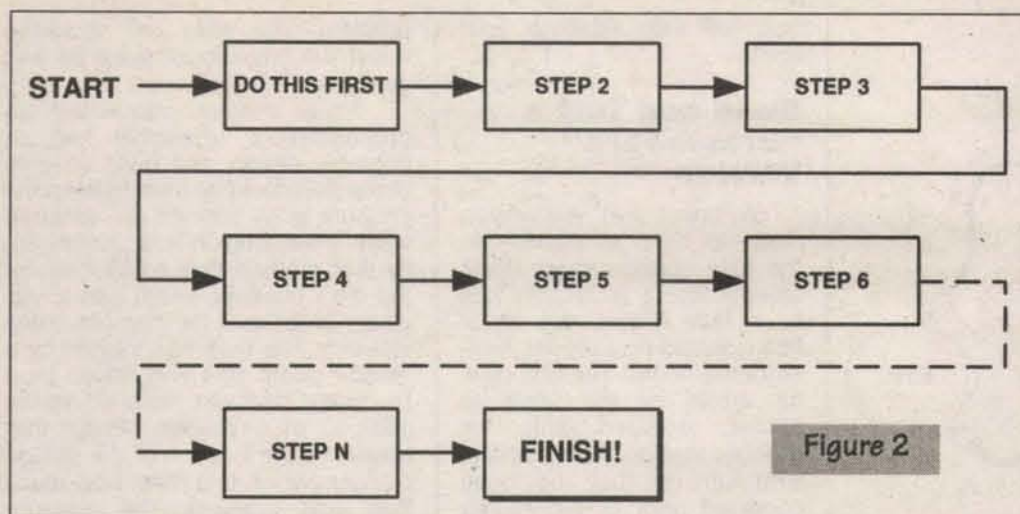 START
DO THIS FIRST
STEP 2
STEP 3
STEP 4
STEP 5
STEP 6
STEP N
FINISH!
Figure 2